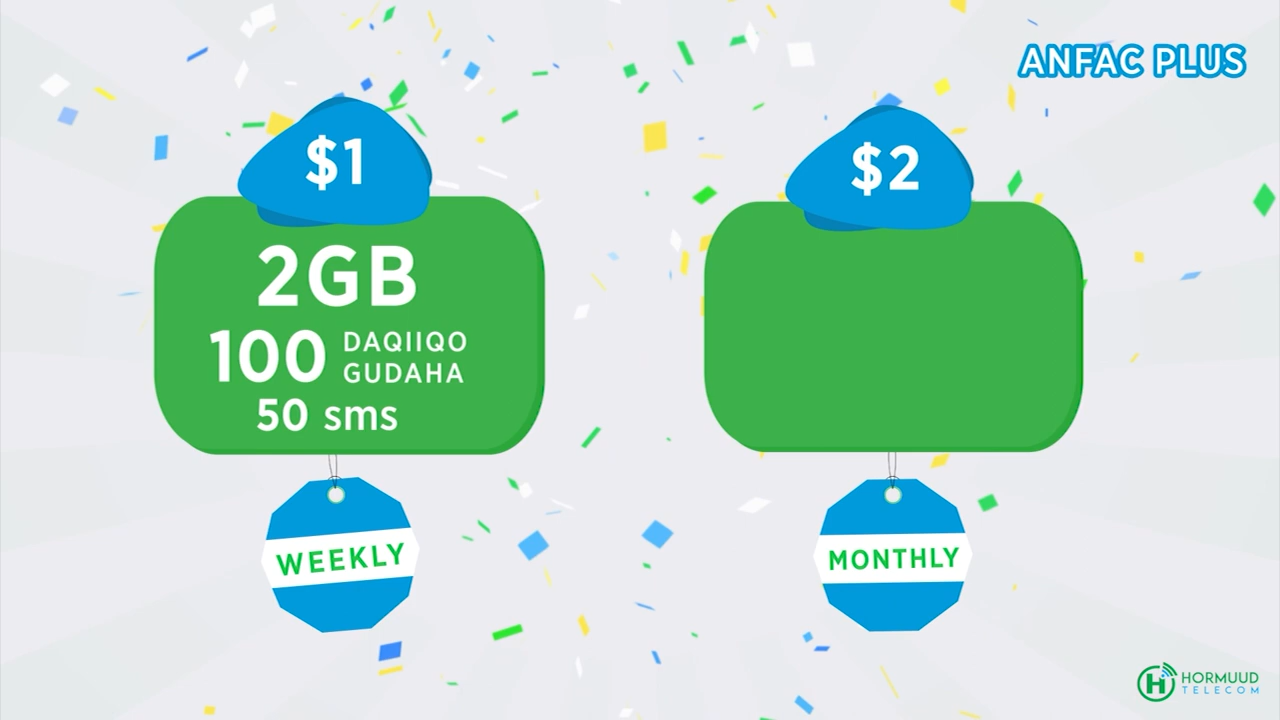 ANFAC PLUS
$1
2GB
100 DAQIIQO
GUDAHA
50 sms
WEEKLY
$2
MONTHLY
HORMUUD
TELECOM